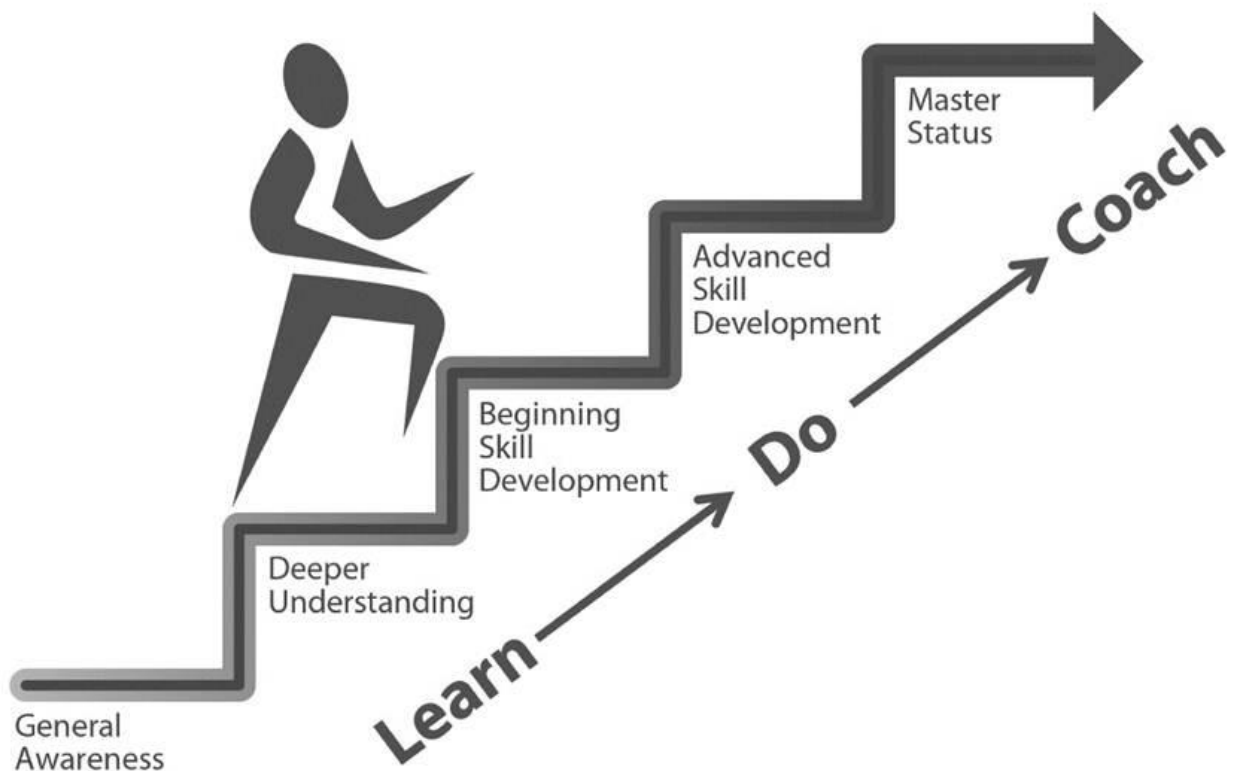 General
Awareness
Deeper
Understanding
Beginning
Skill
Development
Advanced
Skill
Development
Master
Status
Learn
Do
Coach